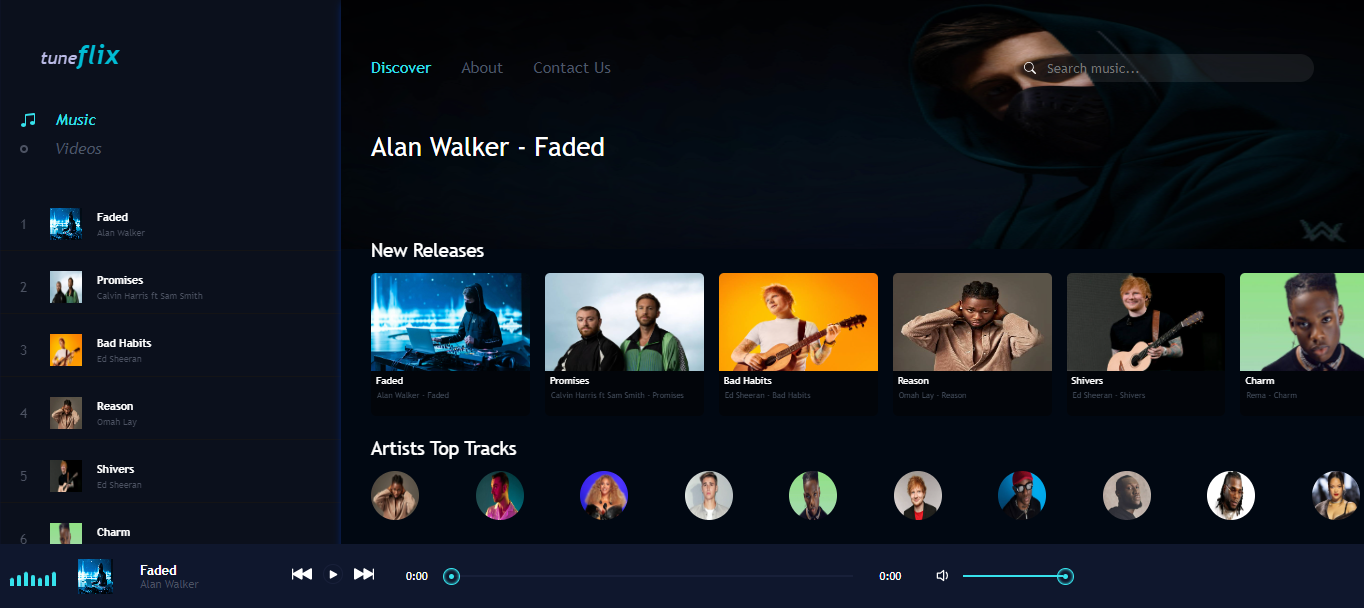 tuneflix
Music
Videos
1
Faded
Alan Walker
2
Promises
Calvin Harris ft Sam Smith
3
Bad Habits
Ed Sheeran
4
Reason
Omah Lay
5
Shivers
Ed Sheeran
6
Charm
Discover About Contact Us
Search music...
Alan Walker - Faded
New Releases
Faded
Alan Walker - Faded
Promises
Calvin Harris ft Sam Smith - Promises
Bad Habits
Ed Sheeran - Bad Habits
Reason
Omah Lay - Reason
Shivers
Ed Sheeran - Shivers
Charm
Rema - Charm
Artists Top Tracks
Faded
Alan Walker
0:00
0:00